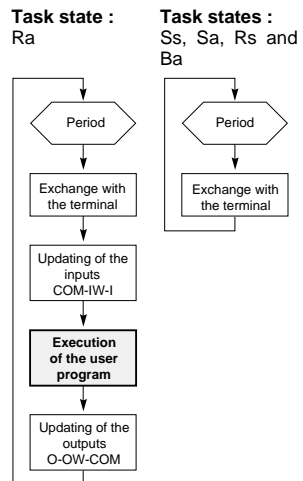 Task state :
Ra
Period
Exchange with
the terminal
Updating of the
inputs
COM-IW-I
Execution
of the user
program
Updating of the
outputs
O-OW-COM
Task states :
Ss, Sa, Rs and
Ba
Period
Exchange with
the terminal